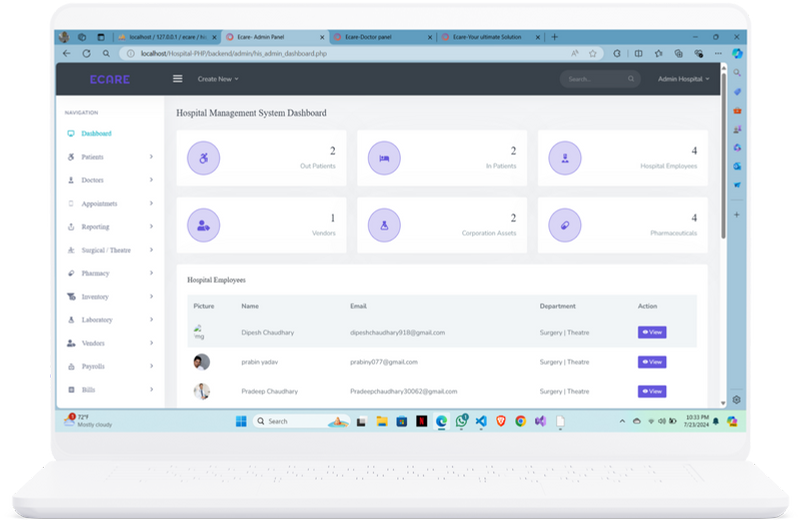 localhost / 127.0.0.1 / ecare / his
Ecare- Admin Panel
Ecare-Doctor panel
Ecare-Your ultimate Solution
localhost/Hospital-PHP/backend/admin/his_admin_dashboard.php
ECARE
Create New
Search...
Admin Hospital
NAVIGATION
Dashboard
Patients
Doctors
Appointmets
Reporting
Surgical / Theatre
Pharmacy
Inventory
Laboratory
Vendors
Payrolls
Bills
Hospital Management System Dashboard
2
Out Patients
2
In Patients
4
Hospital Employees
1
Vendors
2
Corporation Assets
4
Pharmaceuticals
Hospital Employees
Picture Name Email Department Action
img Dipesh Chaudhary dipeshchaudhary918@gmail.com Surgery | Theatre View
prabin yadav prabiny077@gmail.com Surgery | Theatre View
Pradeep Chaudhary Pradeepchaudhary30062@gmail.com Surgery | Theatre View
72°F
Mostly cloudy
Search
10:33 PM
7/23/2024